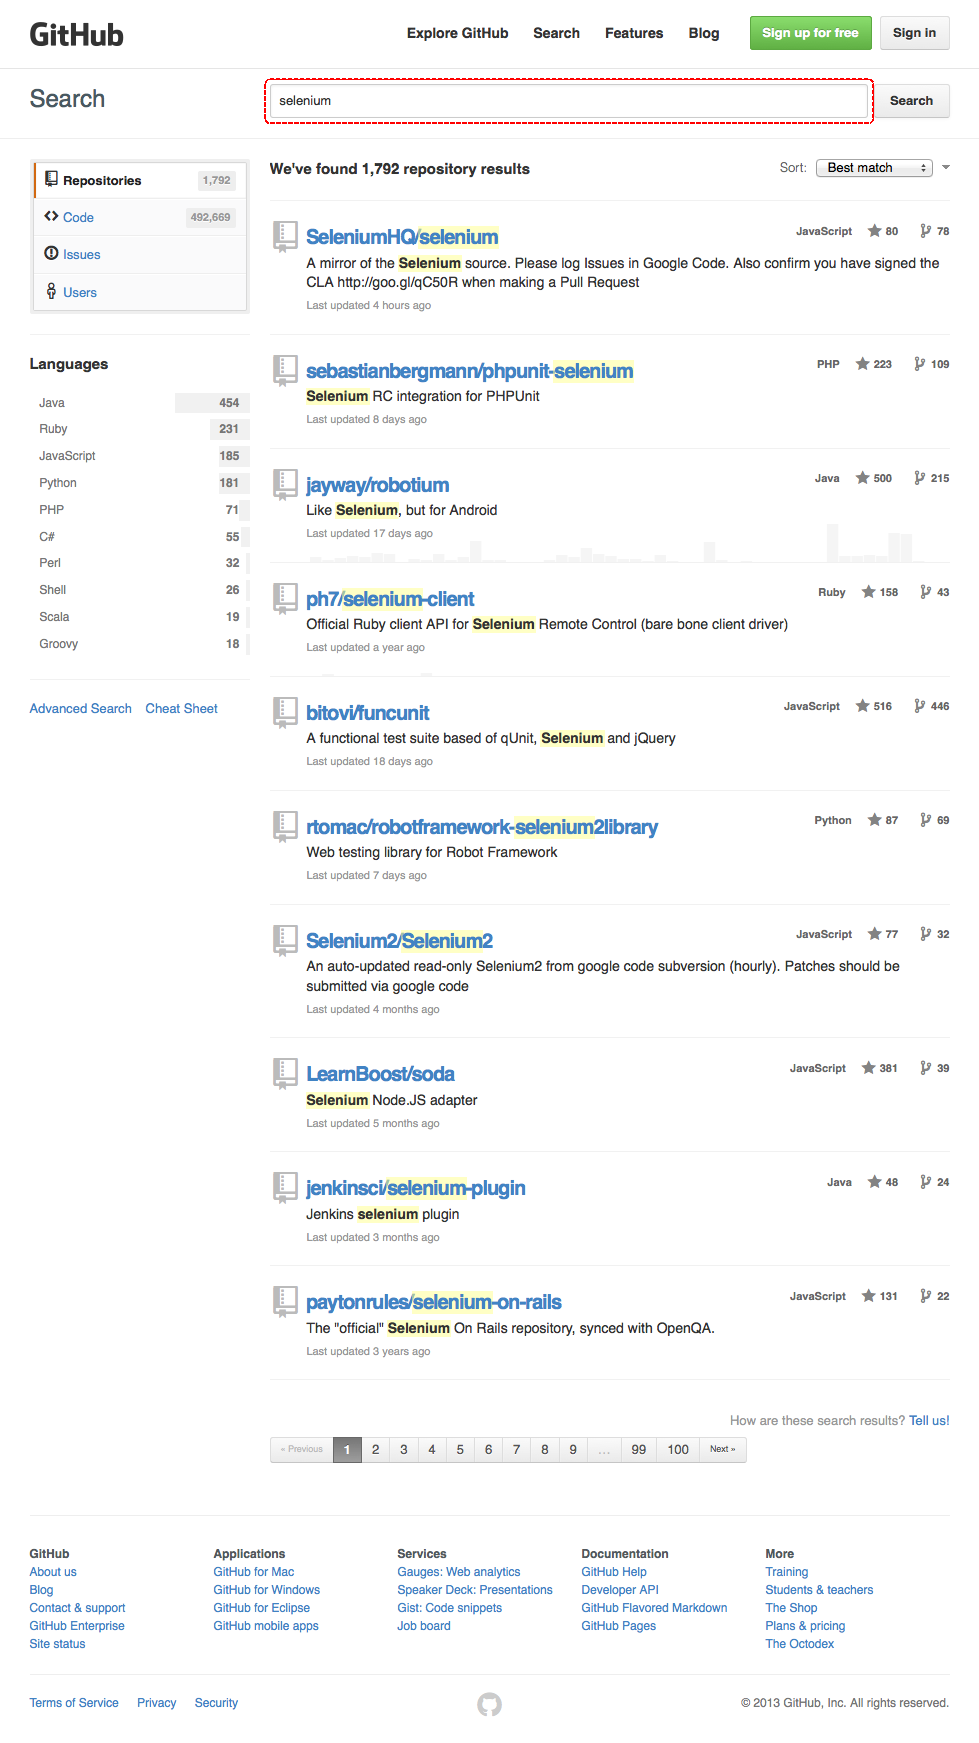 GitHub
Explore GitHub Search Features Blog Sign up for free Sign in
Search selenium Search
Repositories 1,792
Code 492,669
Issues
Users
Languages
Java 454
Ruby 231
JavaScript 185
Python 181
PHP 71
C# 55
Perl 32
Shell 26
Scala 19
Groovy 18
Advanced Search Cheat Sheet
We've found 1,792 repository results
Sort: Best match
SeleniumHQ/selenium JavaScript 80 78
A mirror of the Selenium source. Please log Issues in Google Code. Also confirm you have signed the
CLA http://goo.gl/qC50R when making a Pull Request
Last updated 4 hours ago
sebastianbergmann/phpunit-selenium PHP 223 109
Selenium RC integration for PHPUnit
Last updated 8 days ago
jayway/robotium Java 500 215
Like Selenium, but for Android
Last updated 17 days ago
ph7/selenium-client Ruby 158 43
Official Ruby client API for Selenium Remote Control (bare bone client driver)
Last updated a year ago
bitovi/funcunit JavaScript 516 446
A functional test suite based of qUnit, Selenium and jQuery
Last updated 18 days ago
rtomac/robotframework-selenium2library Python 87 69
Web testing library for Robot Framework
Last updated 7 days ago
Selenium2/Selenium2 JavaScript 77 32
An auto-updated read-only Selenium2 from google code subversion (hourly). Patches should be
submitted via google code
Last updated 4 months ago
LearnBoost/soda JavaScript 381 39
Selenium Node.JS adapter
Last updated 5 months ago
jenkinsci/selenium-plugin Java 48 24
Jenkins selenium plugin
Last updated 3 months ago
paytonrules/selenium-on-rails JavaScript 131 22
The "official" Selenium On Rails repository, synced with OpenQA.
Last updated 3 years ago
How are these search results? Tell us!
« Previous 1 2 3 4 5 6 7 8 9 ... 99 100 Next »
GitHub
About us
Blog
Contact & support
GitHub Enterprise
Site status
Applications
GitHub for Mac
GitHub for Windows
GitHub for Eclipse
GitHub mobile apps
Services
Gauges: Web analytics
Speaker Deck: Presentations
Gist: Code snippets
Job board
Documentation
GitHub Help
Developer API
GitHub Flavored Markdown
GitHub Pages
More
Training
Students & teachers
The Shop
Plans & pricing
The Octodex
Terms of Service Privacy Security
© 2013 GitHub, Inc. All rights reserved.